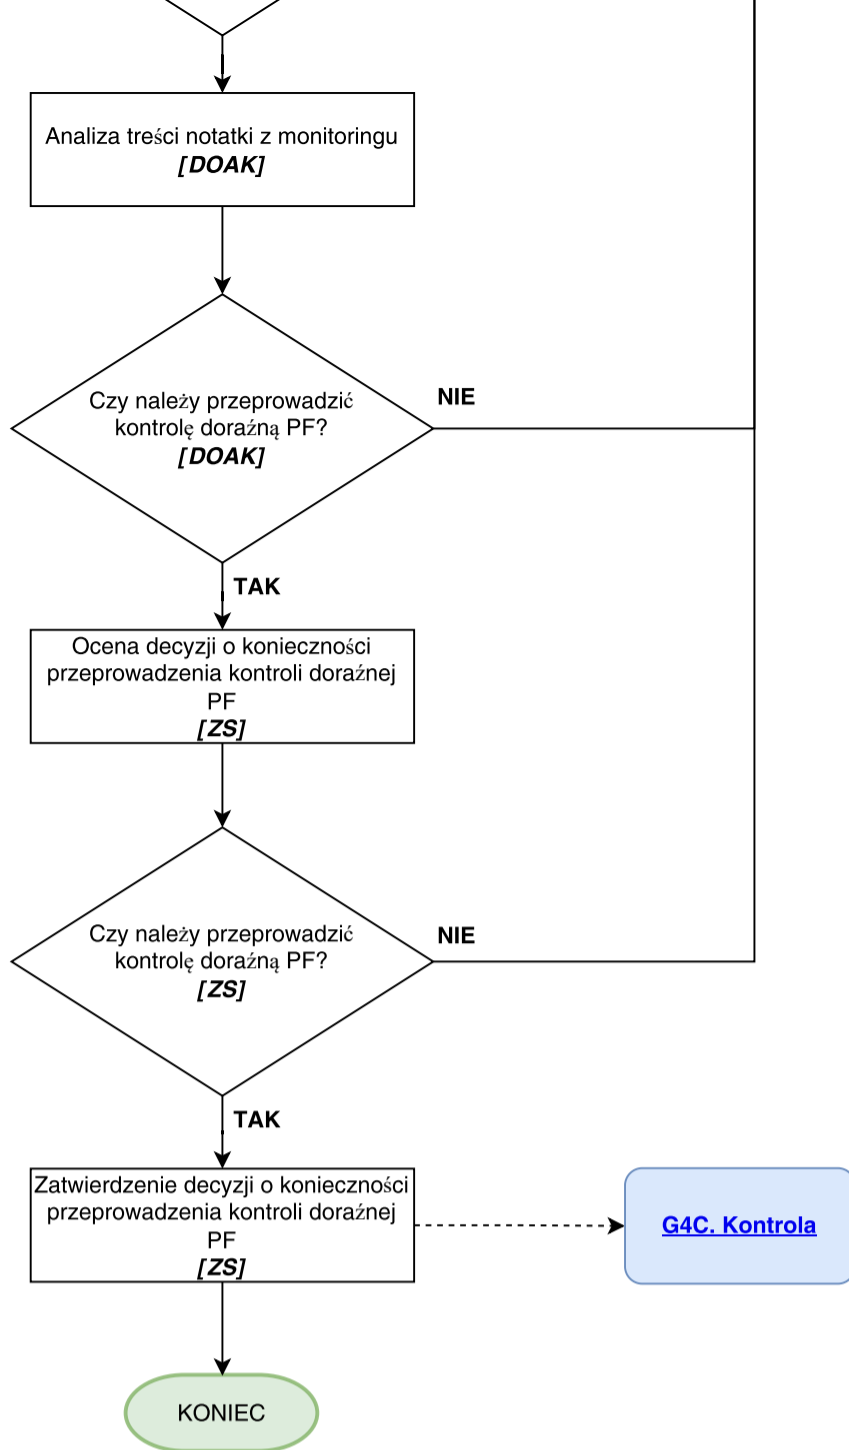 Analiza treści notatki z monitoringu
[DOAK]
Czy należy przeprowadzić
kontrolę doraźną PF?
[DOAK]
NIE
TAK
Ocena decyzji o konieczności
przeprowadzenia kontroli doraźnej
PF
[ZS]
Czy należy przeprowadzić
kontrolę doraźną PF?
[ZS]
NIE
TAK
Zatwierdzenie decyzji o konieczności
przeprowadzenia kontroli doraźnej
PF
[ZS]
G4C. Kontrola
KONIEC